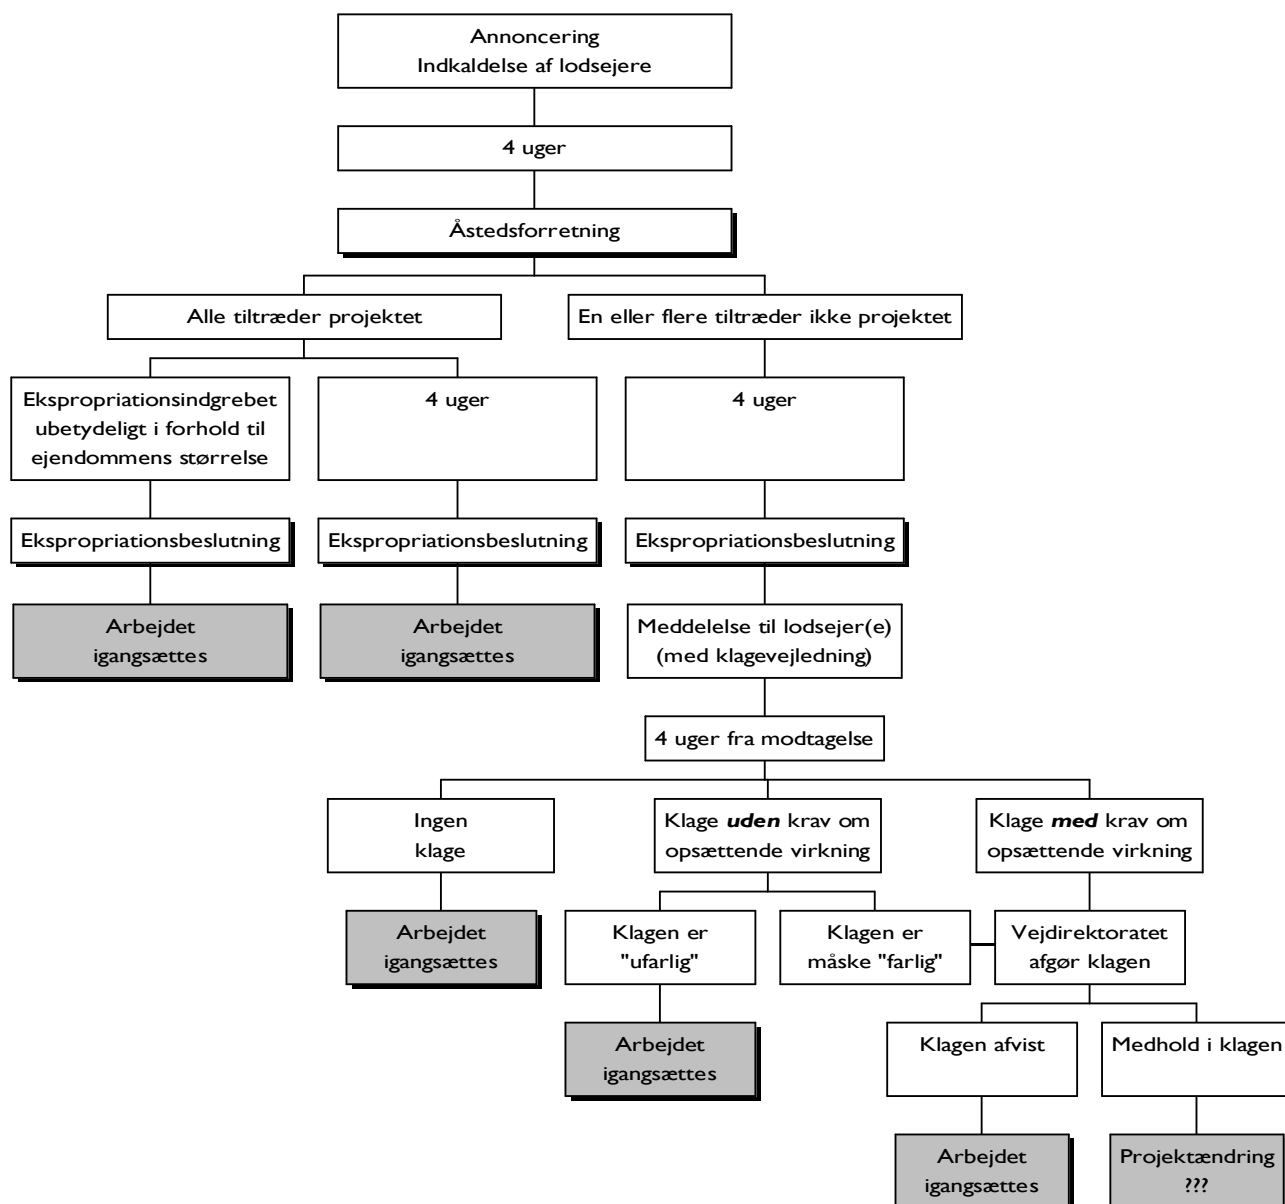 Annoncering
Indkaldelse af lodsejere
4 uger
Åstedsforretning
Alle tiltræder projektet
En eller flere tiltræder ikke projektet
Ekspropriationsindgrebet
ubetydeligt i forhold til
ejendommens størrelse
4 uger
4 uger
Ekspropriationsbeslutning
Ekspropriationsbeslutning
Ekspropriationsbeslutning
Arbejdet
igangsættes
Arbejdet
igangsættes
Meddelelse til lodsejer(e)
(med klagevejledning)
4 uger fra modtagelse
Ingen
klage
Klage uden krav om
opsættende virkning
Klage med krav om
opsættende virkning
Arbejdet
igangsættes
Klagen er
"ufarlig"
Klagen er
måske "farlig"
Vejdirektoratet
afgør klagen
Arbejdet
igangsættes
Klagen afvist
Medhold i klagen
Arbejdet
igangsættes
Projektændring
???